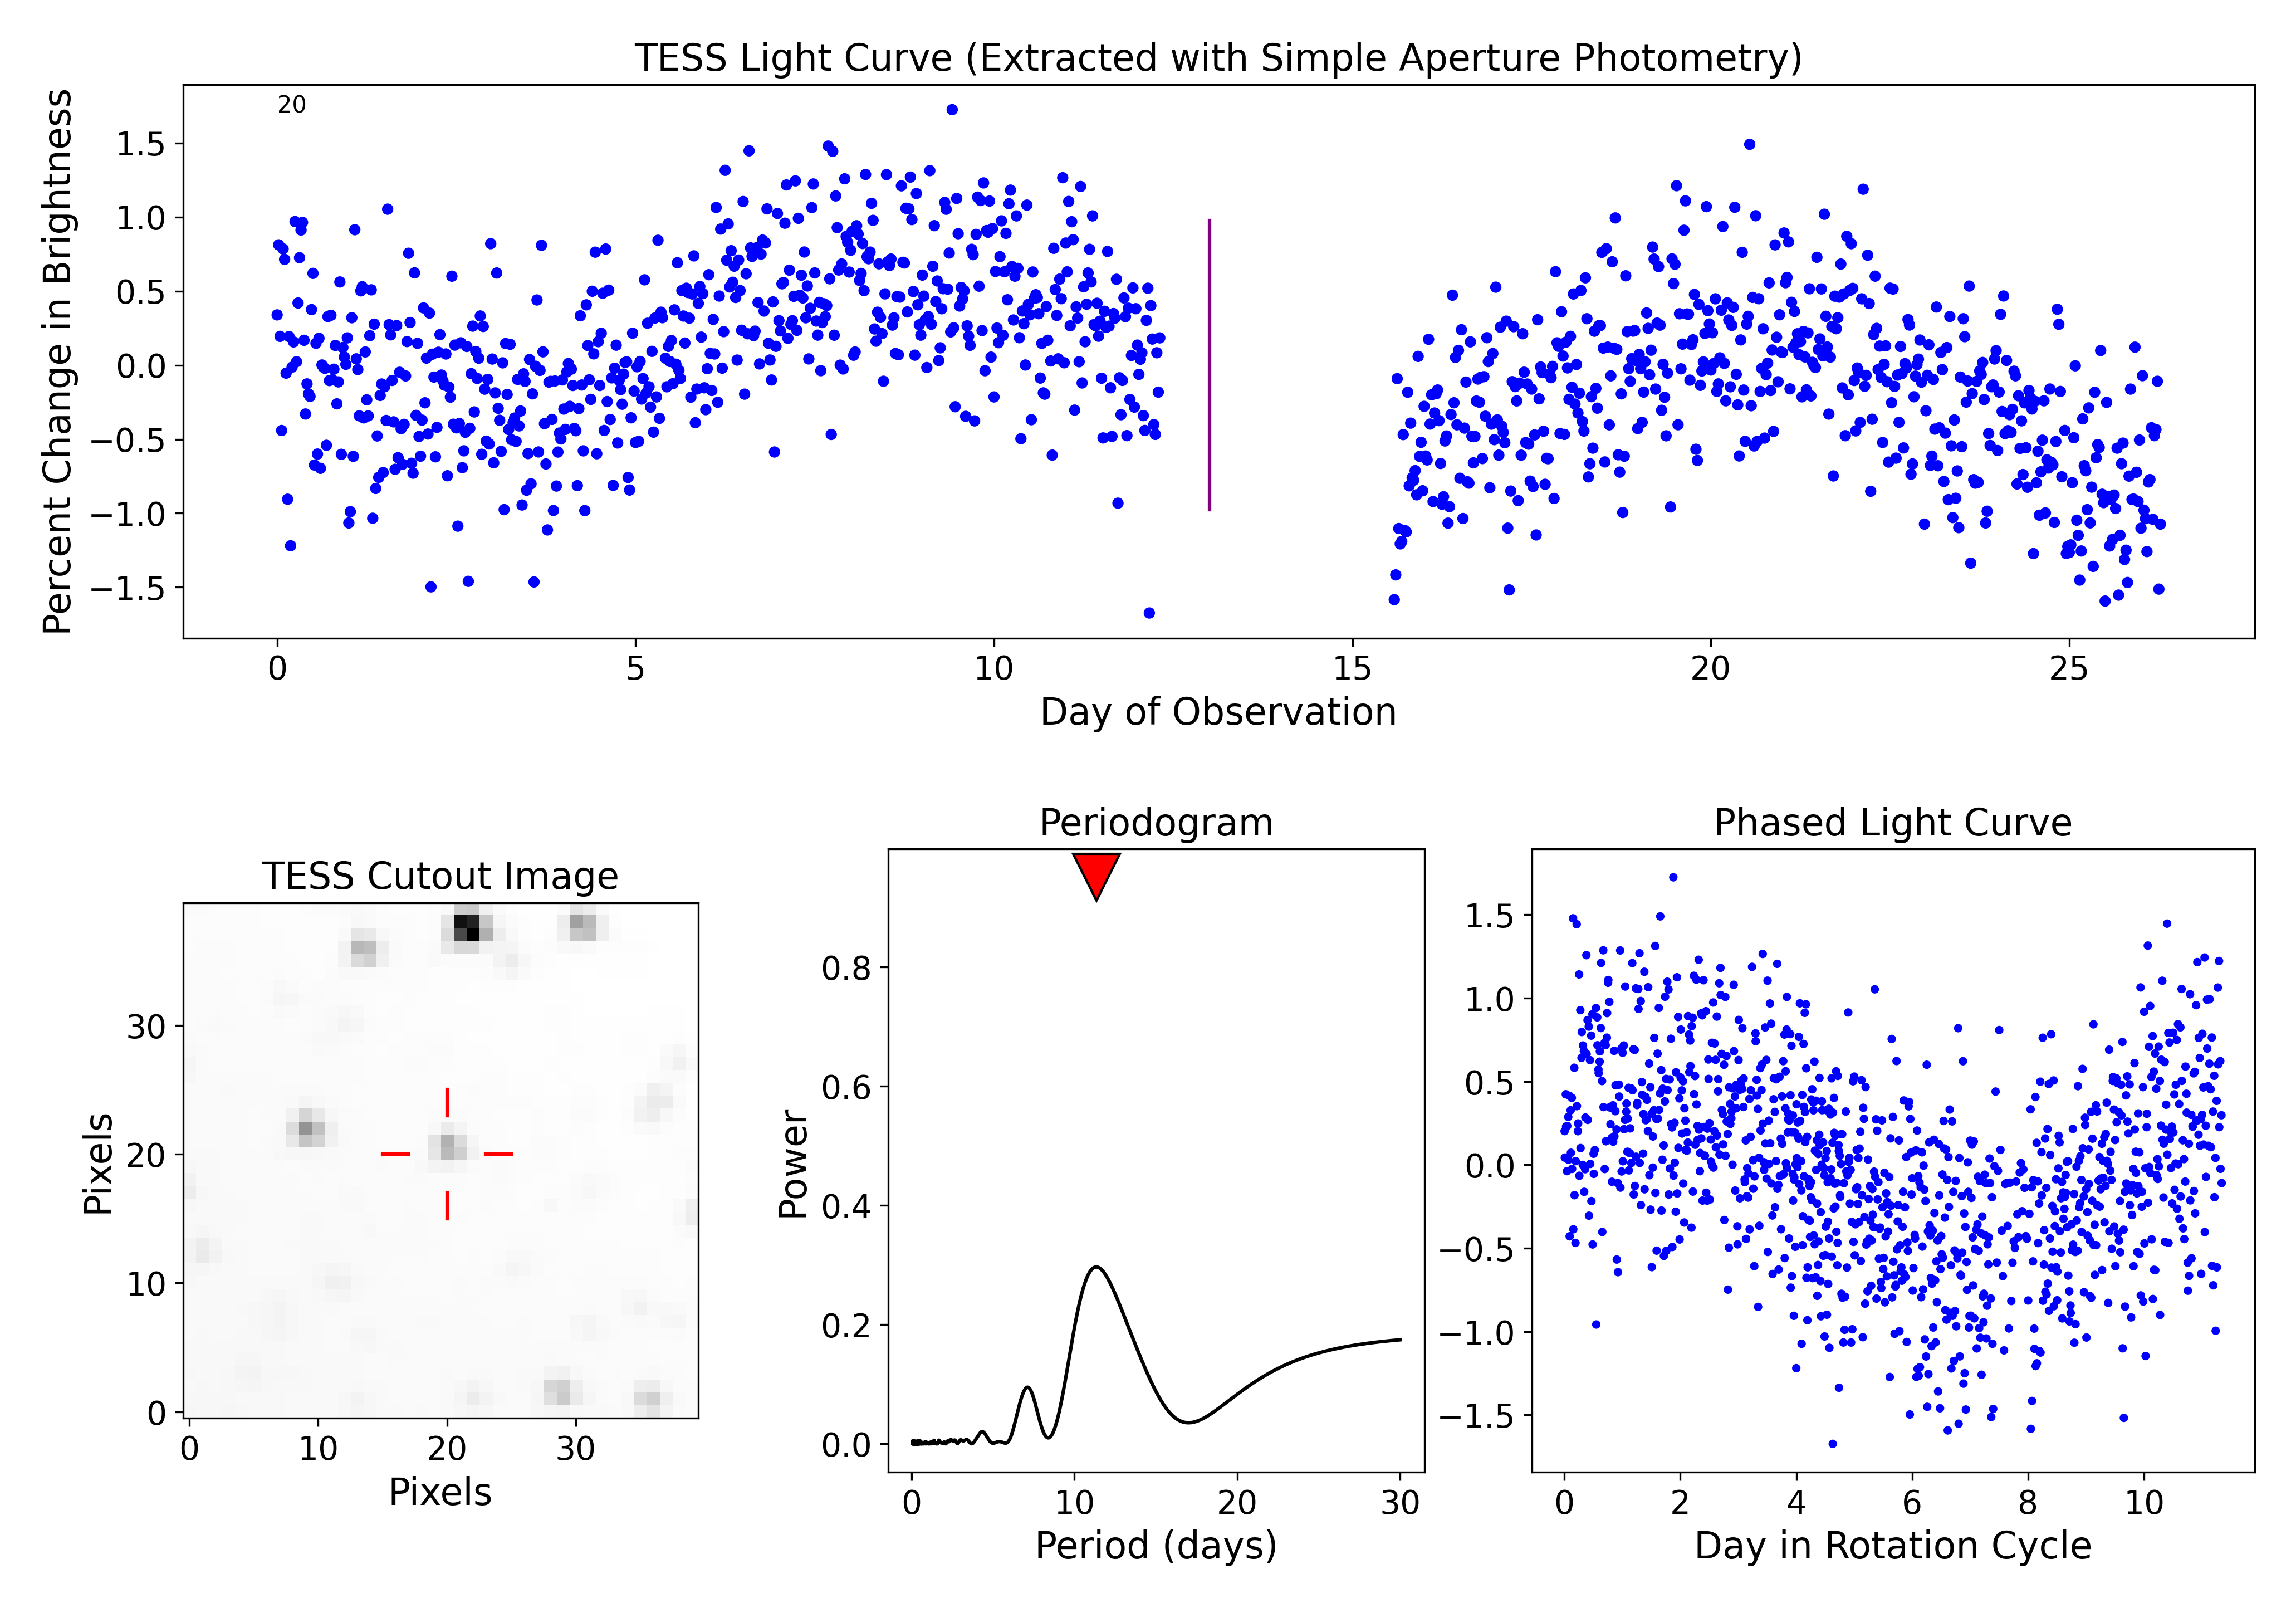 TESS Light Curve (Extracted with Simple Aperture Photometry)
Percent Change in Brightness
20
1.5
1.0
0.5
0.0
−0.5
−1.0
−1.5
0 5 10 15 20 25
Day of Observation
TESS Cutout Image
Pixels
30
20
10
0
0 10 20 30
Pixels
Periodogram
Power
0.8
0.6
0.4
0.2
0.0
0 10 20 30
Period (days)
Phased Light Curve
1.5
1.0
0.5
0.0
−0.5
−1.0
−1.5
0 2 4 6 8 10
Day in Rotation Cycle